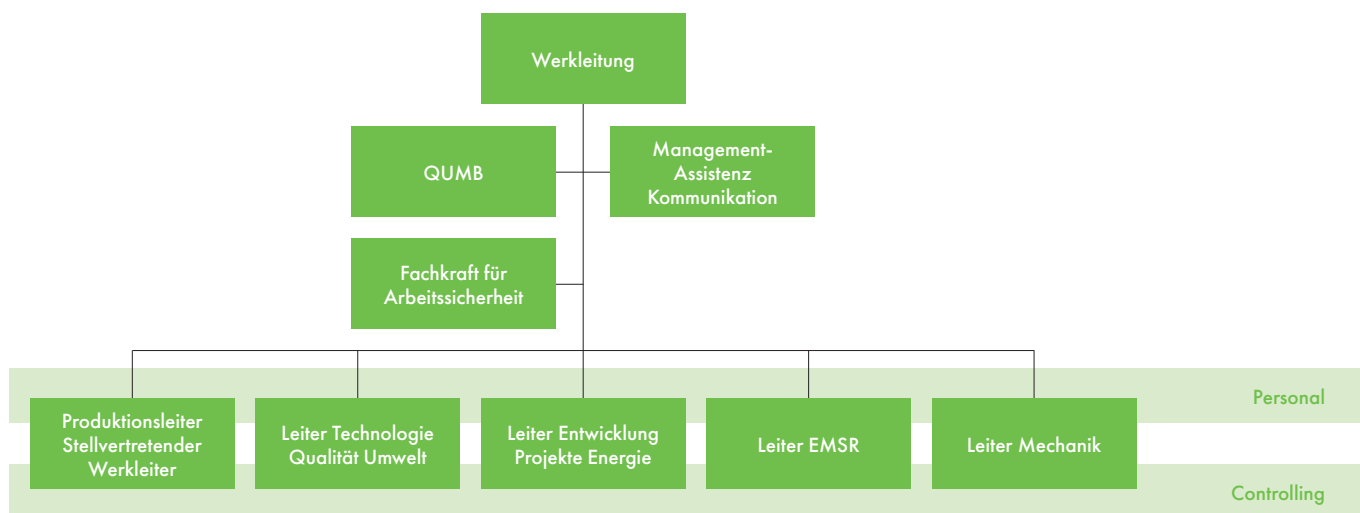 Werkleitung
QUMB
Management-
Assistenz
Kommunikation
Fachkraft für
Arbeitssicherheit
Personal
Produktionsleiter
Stellvertretender
Werkleiter
Leiter Technologie
Qualität Umwelt
Leiter Entwicklung
Projekte Energie
Leiter EMSR
Leiter Mechanik
Controlling